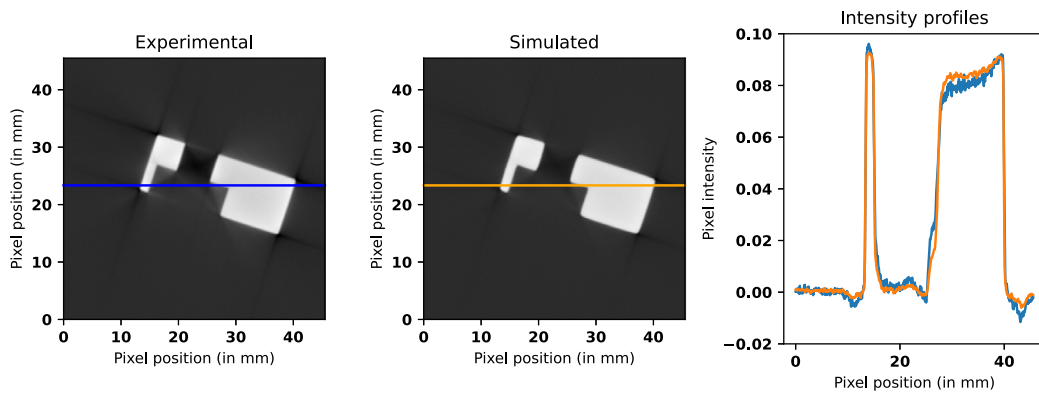 Experimental
Pixel position (in mm)
40
30
20
10
0
0 10 20 30 40
Pixel position (in mm)
Simulated
Pixel position (in mm)
40
30
20
10
0
0 10 20 30 40
Pixel position (in mm)
Intensity profiles
Pixel intensity
0.10
0.08
0.06
0.04
0.02
0.00
−0.02
0 20 40
Pixel position (in mm)